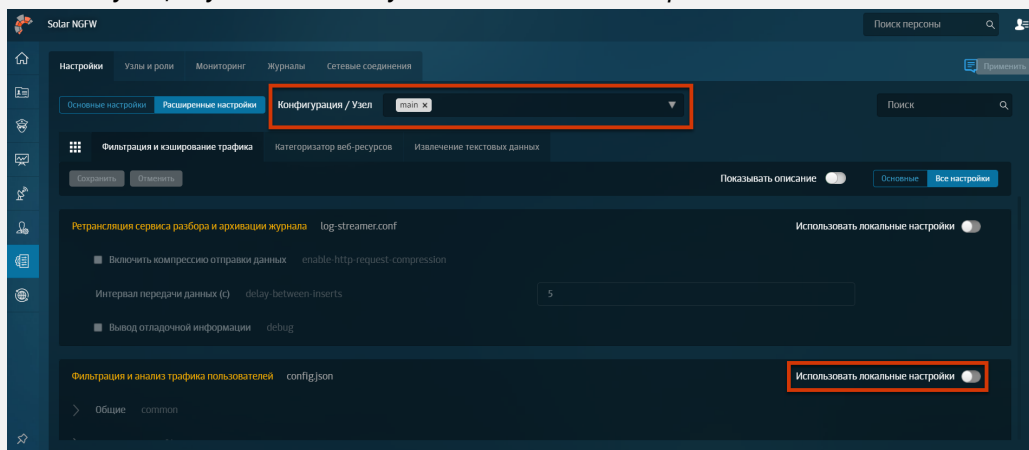 Solar NGFW
Поиск персоны
Настройки Узлы и роли Мониторинг Журналы Сетевые соединения
Применить
Основные настройки Расширенные настройки Конфигурация / Узел main × Поиск
Фильтрация и кэширование трафика Категоризатор веб-ресурсов Извлечение текстовых данных
Сохранить Отменить Показывать описание Основные Все настройки
Ретрансляция сервиса разбора и архивации журнала log-streamer.conf Использовать локальные настройки
Включить компрессию отправки данных enable-http-request-compression
Интервал передачи данных (с) delay-between-inserts 5
Вывод отладочной информации debug
Фильтрация и анализ трафика пользователей config.json Использовать локальные настройки
Общие common